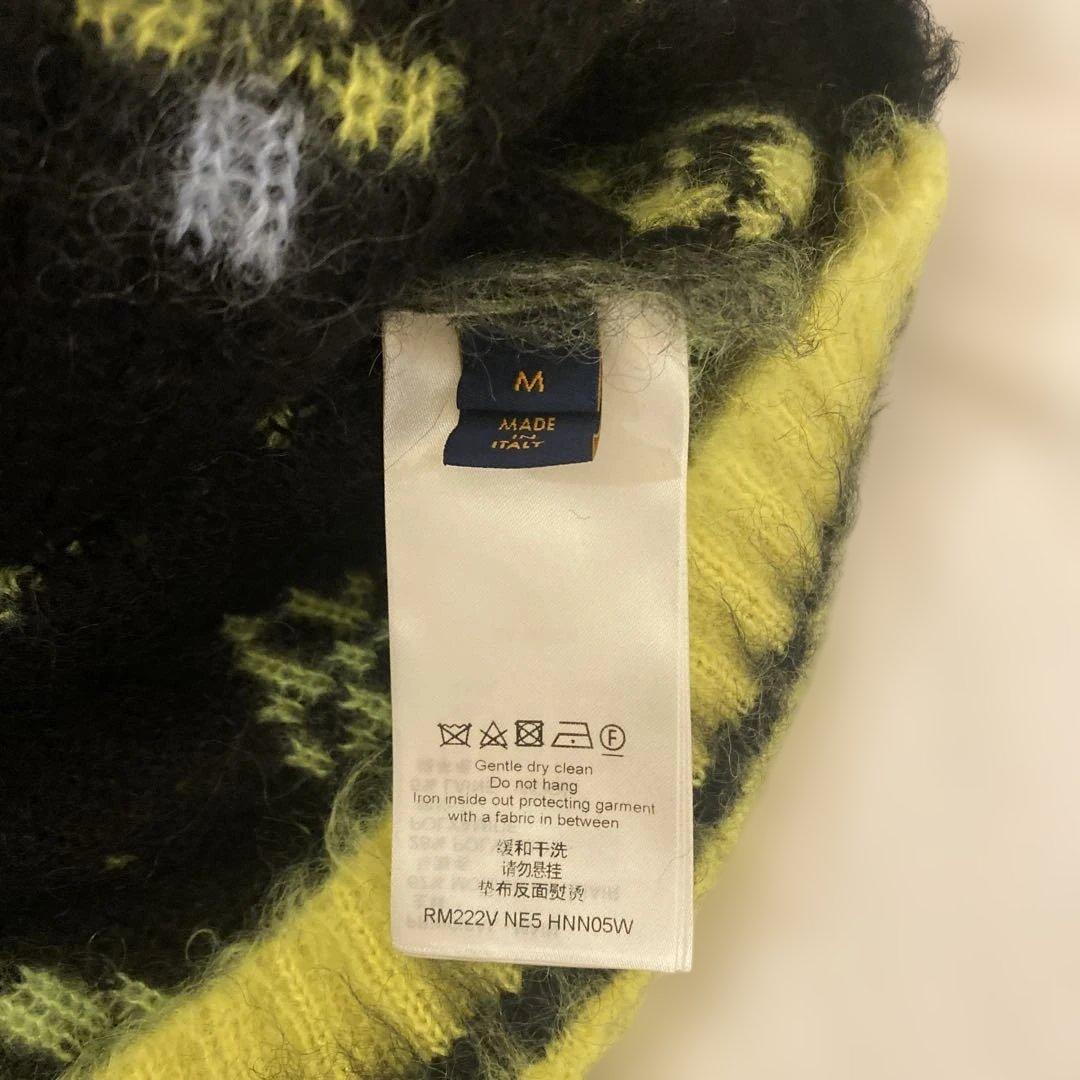 M
MADE
IN
ITALY
F
Gentle dry clean
Do not hang
Iron inside out protecting garment
with a fabric in between
缓和干洗
请勿悬挂
垫布反面熨烫
RM222V NE5 HNN05W